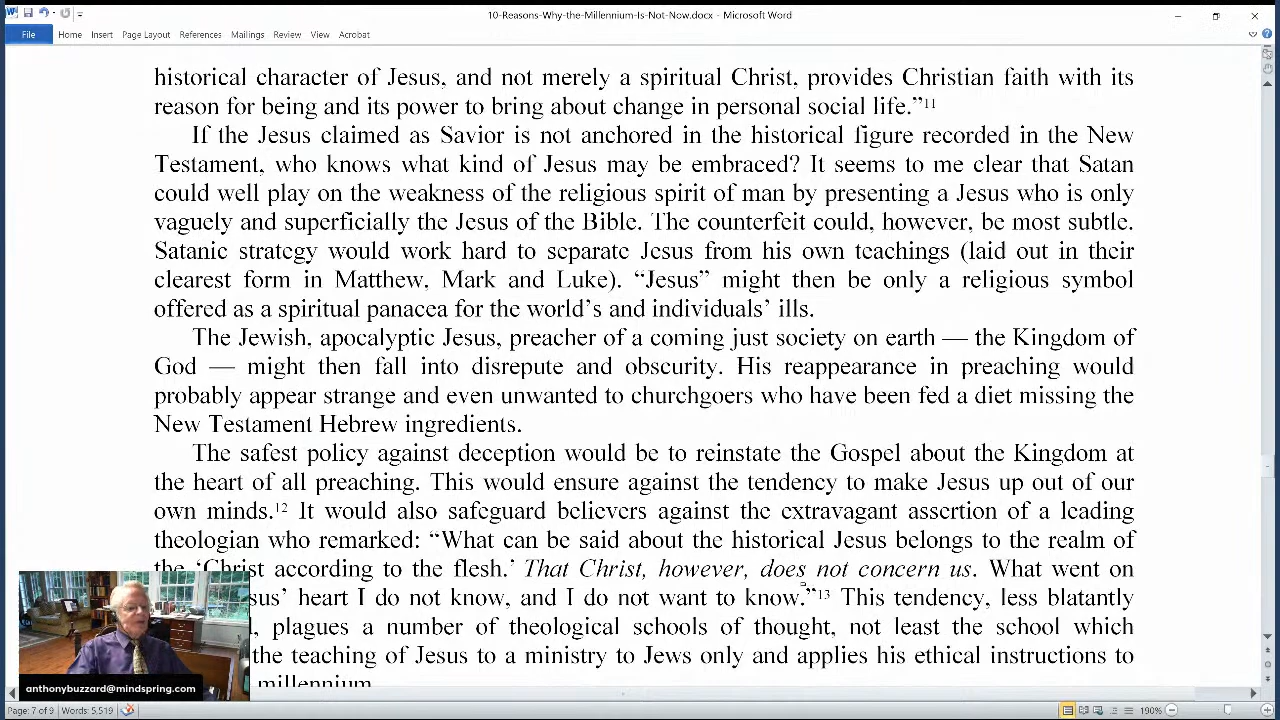 10-Reasons-Why-the-Millennium-Is-Not-Now.docx - Microsoft Word
File Home Insert Page Layout References Mailings Review View Acrobat
historical character of Jesus, and not merely a spiritual Christ, provides Christian faith with its
reason for being and its power to bring about change in personal social life.”11
If the Jesus claimed as Savior is not anchored in the historical figure recorded in the New
Testament, who knows what kind of Jesus may be embraced? It seems to me clear that Satan
could well play on the weakness of the religious spirit of man by presenting a Jesus who is only
vaguely and superficially the Jesus of the Bible. The counterfeit could, however, be most subtle.
Satanic strategy would work hard to separate Jesus from his own teachings (laid out in their
clearest form in Matthew, Mark and Luke). “Jesus” might then be only a religious symbol
offered as a spiritual panacea for the world’s and individuals’ ills.
The Jewish, apocalyptic Jesus, preacher of a coming just society on earth — the Kingdom of
God — might then fall into disrepute and obscurity. His reappearance in preaching would
probably appear strange and even unwanted to churchgoers who have been fed a diet missing the
New Testament Hebrew ingredients.
The safest policy against deception would be to reinstate the Gospel about the Kingdom at
the heart of all preaching. This would ensure against the tendency to make Jesus up out of our
own minds.12 It would also safeguard believers against the extravagant assertion of a leading
theologian who remarked: “What can be said about the historical Jesus belongs to the realm of
the ‘Christ according to the flesh.’ That Christ, however, does not concern us. What went on
sus’ heart I do not know, and I do not want to know.”13 This tendency, less blatantly
plagues a number of theological schools of thought, not least the school which
the teaching of Jesus to a ministry to Jews only and applies his ethical instructions to
millennium.
anthonybuzzard@mindspring.com
Page: 7 of 9 Words: 5,519 190%